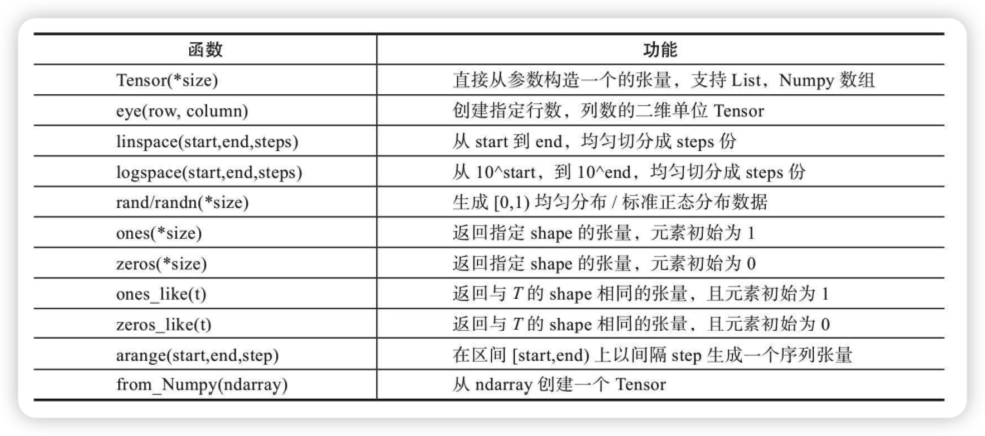 函数 功能
Tensor(*size) 直接从参数构造一个的张量，支持 List，Numpy 数组
eye(row, column) 创建指定行数，列数的二维单位 Tensor
linspace(start,end,steps) 从 start 到 end，均匀切分成 steps 份
logspace(start,end,steps) 从 10^start，到 10^end，均匀切分成 steps 份
rand/randn(*size) 生成 [0,1) 均匀分布 / 标准正态分布数据
ones(*size) 返回指定 shape 的张量，元素初始为 1
zeros(*size) 返回指定 shape 的张量，元素初始为 0
ones_like(t) 返回与 T 的 shape 相同的张量，且元素初始为 1
zeros_like(t) 返回与 T 的 shape 相同的张量，且元素初始为 0
arange(start,end,step) 在区间 [start,end) 上以间隔 step 生成一个序列张量
from_Numpy(ndarray) 从 ndarray 创建一个 Tensor